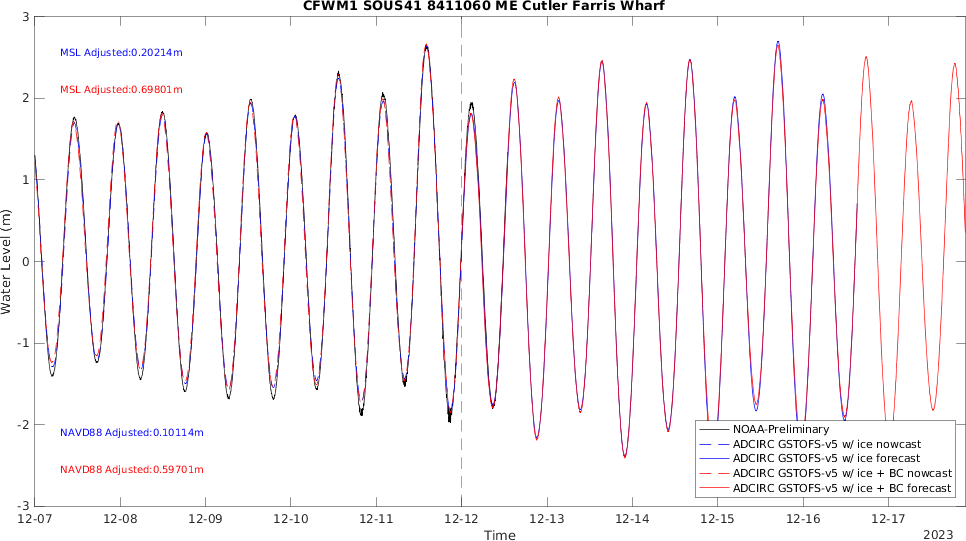 CFWM1 SOUS41 8411060 ME Cutler Farris Wharf
3
2
1
0
-1
-2
-3
Water Level (m)
MSL Adjusted:0.20214m
MSL Adjusted:0.69801m
NAVD88 Adjusted:0.10114m
NAVD88 Adjusted:0.59701m
NOAA-Preliminary
ADCIRC GSTOFS-v5 w/ ice nowcast
ADCIRC GSTOFS-v5 w/ ice forecast
ADCIRC GSTOFS-v5 w/ ice + BC nowcast
ADCIRC GSTOFS-v5 w/ ice + BC forecast
12-07 12-08 12-09 12-10 12-11 12-12 12-13 12-14 12-15 12-16 12-17
Time
2023